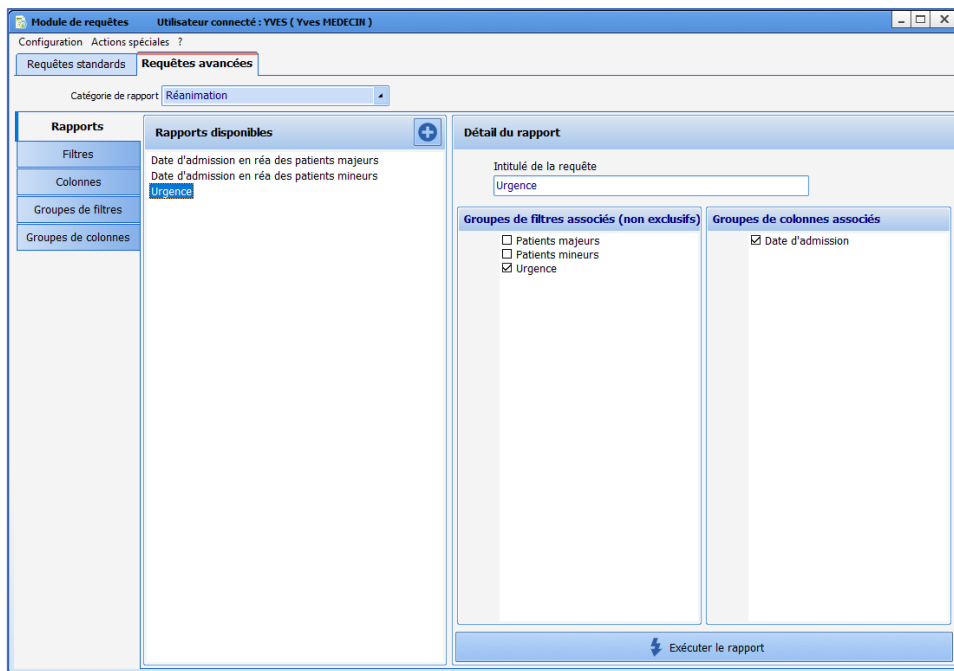 Module de requêtes Utilisateur connecté : YVES ( Yves MEDECIN )
Configuration Actions spéciales ?
Requêtes standards Requêtes avancées
Catégorie de rapport Réanimation
Rapports
Filtres
Colonnes
Groupes de filtres
Groupes de colonnes
Rapports disponibles
Date d'admission en réa des patients majeurs
Date d'admission en réa des patients mineurs
Urgence
Détail du rapport
Intitulé de la requête
Urgence
Groupes de filtres associés (non exclusifs)
Patients majeurs
Patients mineurs
Urgence
Groupes de colonnes associés
Date d'admission
Exécuter le rapport